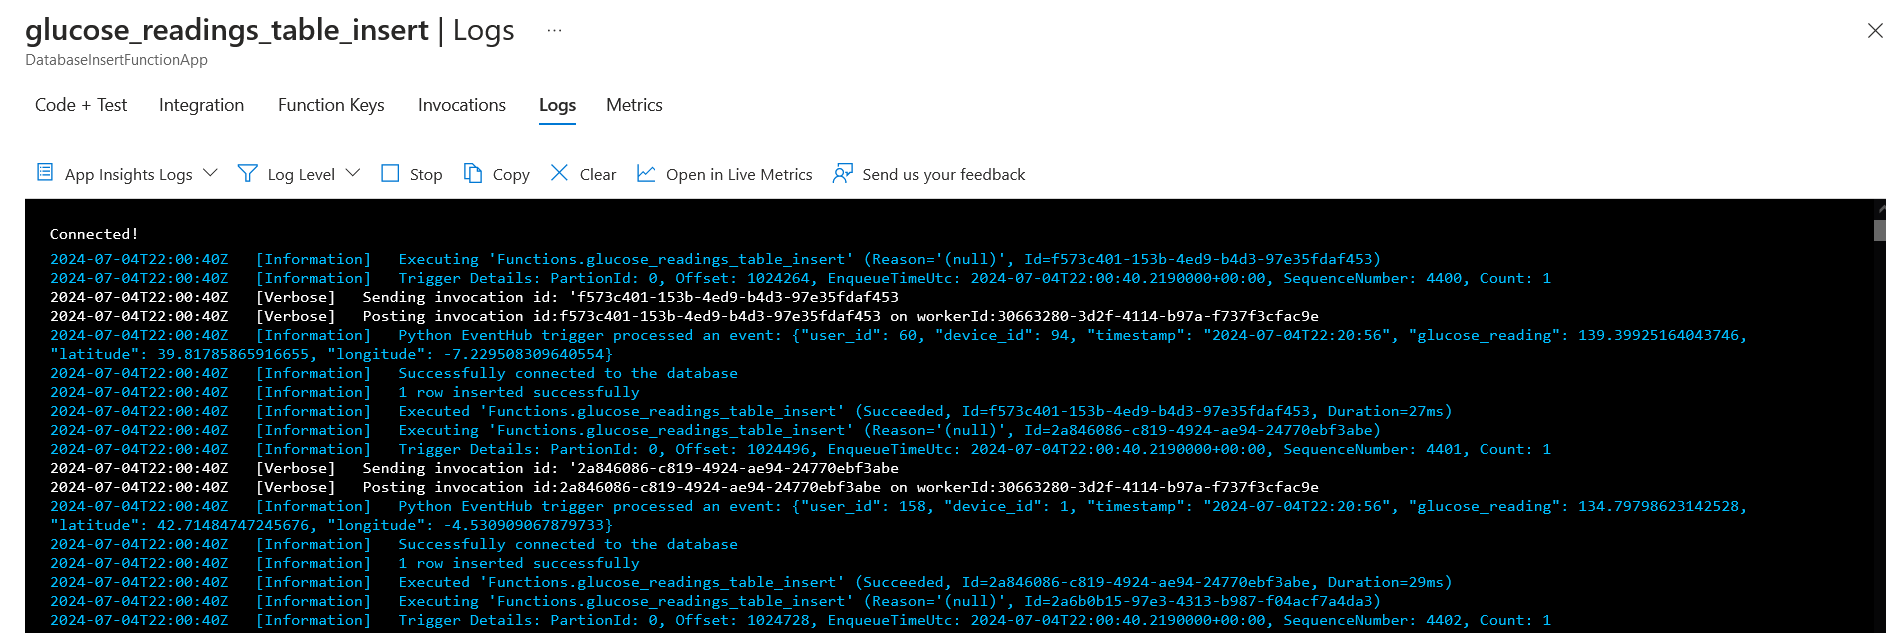 glucose_readings_table_insert | Logs ...
DatabaseInsertFunctionApp
Code + Test Integration Function Keys Invocations Logs Metrics
App Insights Logs Log Level Stop Copy Clear Open in Live Metrics Send us your feedback
Connected!
2024-07-04T22:00:40Z [Information] Executing 'Functions.glucose_readings_table_insert' (Reason='(null)', Id=f573c401-153b-4ed9-b4d3-97e35fdaf453)
2024-07-04T22:00:40Z [Information] Trigger Details: PartionId: 0, Offset: 1024264, EnqueueTimeUtc: 2024-07-04T22:00:40.2190000+00:00, SequenceNumber: 4400, Count: 1
2024-07-04T22:00:40Z [Verbose] Sending invocation id: 'f573c401-153b-4ed9-b4d3-97e35fdaf453
2024-07-04T22:00:40Z [Verbose] Posting invocation id:f573c401-153b-4ed9-b4d3-97e35fdaf453 on workerId:30663280-3d2f-4114-b97a-f737f3cfac9e
2024-07-04T22:00:40Z [Information] Python EventHub trigger processed an event: {"user_id": 60, "device_id": 94, "timestamp": "2024-07-04T22:20:56", "glucose_reading": 139.39925164043746,
"latitude": 39.81785865916655, "longitude": -7.229508309640554}
2024-07-04T22:00:40Z [Information] Successfully connected to the database
2024-07-04T22:00:40Z [Information] 1 row inserted successfully
2024-07-04T22:00:40Z [Information] Executed 'Functions.glucose_readings_table_insert' (Succeeded, Id=f573c401-153b-4ed9-b4d3-97e35fdaf453, Duration=27ms)
2024-07-04T22:00:40Z [Information] Executing 'Functions.glucose_readings_table_insert' (Reason='(null)', Id=2a846086-c819-4924-ae94-24770ebf3abe)
2024-07-04T22:00:40Z [Information] Trigger Details: PartionId: 0, Offset: 1024496, EnqueueTimeUtc: 2024-07-04T22:00:40.2190000+00:00, SequenceNumber: 4401, Count: 1
2024-07-04T22:00:40Z [Verbose] Sending invocation id: '2a846086-c819-4924-ae94-24770ebf3abe
2024-07-04T22:00:40Z [Verbose] Posting invocation id:2a846086-c819-4924-ae94-24770ebf3abe on workerId:30663280-3d2f-4114-b97a-f737f3cfac9e
2024-07-04T22:00:40Z [Information] Python EventHub trigger processed an event: {"user_id": 158, "device_id": 1, "timestamp": "2024-07-04T22:20:56", "glucose_reading": 134.79798623142528,
"latitude": 42.71484747245676, "longitude": -4.530909067879733}
2024-07-04T22:00:40Z [Information] Successfully connected to the database
2024-07-04T22:00:40Z [Information] 1 row inserted successfully
2024-07-04T22:00:40Z [Information] Executed 'Functions.glucose_readings_table_insert' (Succeeded, Id=2a846086-c819-4924-ae94-24770ebf3abe, Duration=29ms)
2024-07-04T22:00:40Z [Information] Executing 'Functions.glucose_readings_table_insert' (Reason='(null)', Id=2a6b0b15-97e3-4313-b987-f04acf7a4da3)
2024-07-04T22:00:40Z [Information] Trigger Details: PartionId: 0, Offset: 1024728, EnqueueTimeUtc: 2024-07-04T22:00:40.2190000+00:00, SequenceNumber: 4402, Count: 1